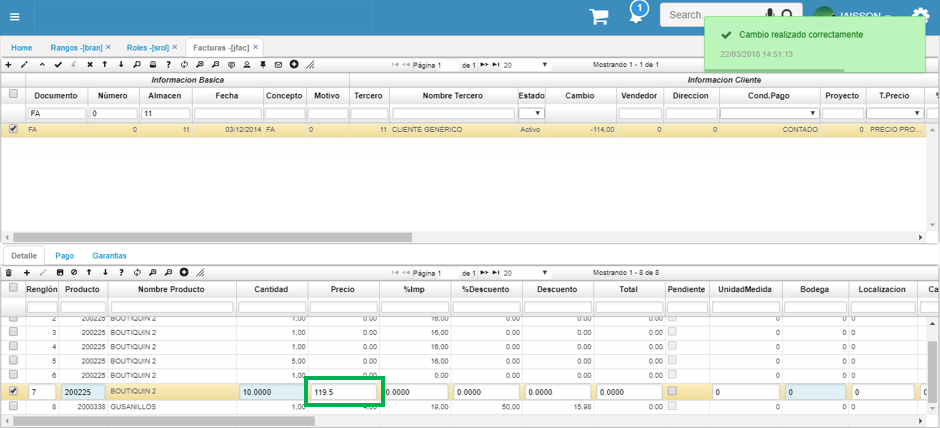 1
Search...
JAISSON
Cambio realizado correctamente
22/03/2018 14:51:13
Home Rangos -[bran] × Roles -[srol] × Facturas -[jfac] ×
Página 1 de 1 20 Mostrando 1 - 1 de 1
Informacion Basica Informacion Cliente
Documento Número Almacen Fecha Concepto Motivo Tercero Nombre Tercero Estado Cambio Vendedor Direccion Cond.Pago Proyecto T.Precio %
FA 0 11
FA 0 11 03/12/2014 FA 0 11 CLIENTE GENERICO Activo -114,00 0 0 CONTADO 0 PRECIO PRO...
Detalle Pago Garantias
Página 1 de 1 20 Mostrando 1 - 8 de 8
Renglón Producto Nombre Producto Cantidad Precio %Imp %Descuento Descuento Total Pendiente UnidadMedida Bodega Localizacion Ca
2 200225 BOUTIQUIN 2 1,00 0.00 16,00 0.00 0.00 0.00 0 0 0
3 200225 BOUTIQUIN 2 1,00 0.00 16,00 0.00 0.00 0.00 0 0 0
4 200225 BOUTIQUIN 2 1,00 0.00 16,00 0.00 0.00 0.00 0 0 0
5 200225 BOUTIQUIN 2 5,00 0.00 16,00 0.00 0.00 0.00 0 0 0
6 200225 BOUTIQUIN 2 1,00 0.00 0.00 0.00 0.00 0.00 0 0 0
7 200225 BOUTIQUIN 2 10.0000 119.5 0.0000 0.0000 0.0000 0.0000 0 0 0
8 2000338 GUSANILLOS 1,00 19,00 50,00 15,98 0.00 0 0 0